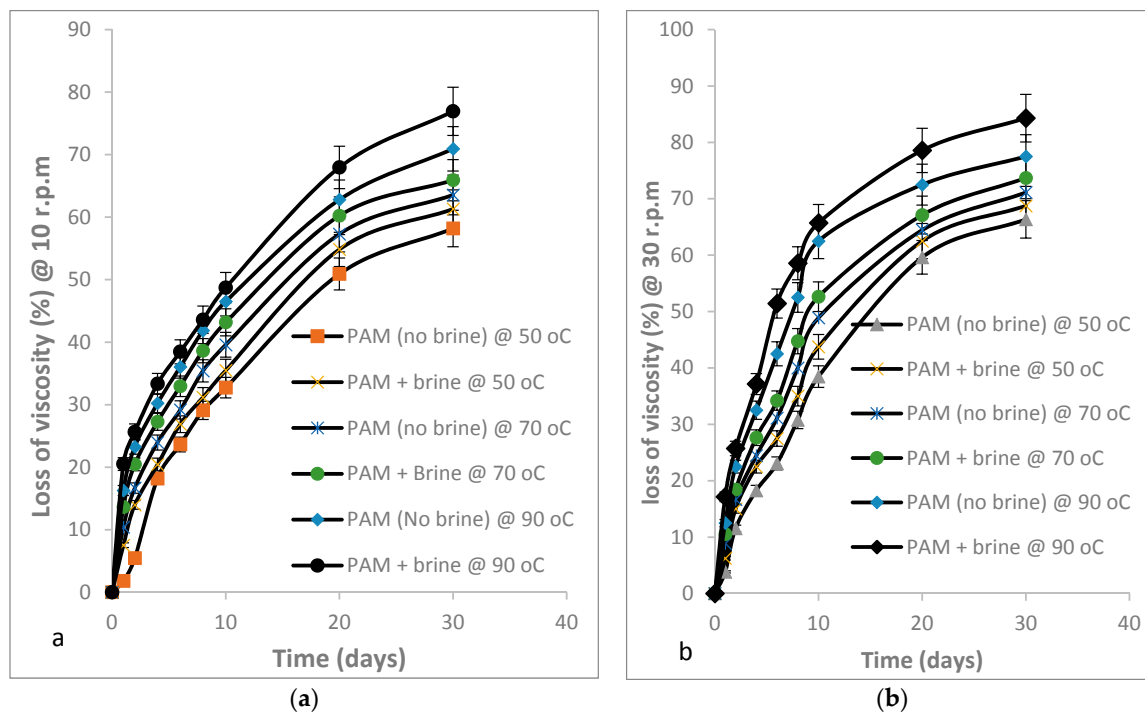 Loss of viscosity (%) @ 10 r.p.m
90
80
70
60
50
40
30
20
10
0
PAM (no brine) @ 50 oC
PAM + brine @ 50 oC
PAM (no brine) @ 70 oC
PAM + Brine @ 70 oC
PAM (No brine) @ 90 oC
PAM + brine @ 90 oC
0 10 20 30 40
a
Time (days)
(a)
loss of viscosity (%) @ 30 r.p.m
100
90
80
70
60
50
40
30
20
10
0
PAM (no brine) @ 50 oC
PAM + brine @ 50 oC
PAM (no brine) @ 70 oC
PAM + brine @ 70 oC
PAM (no brine) @ 90 oC
PAM + brine @ 90 oC
0 10 20 30 40
b
Time (days)
(b)